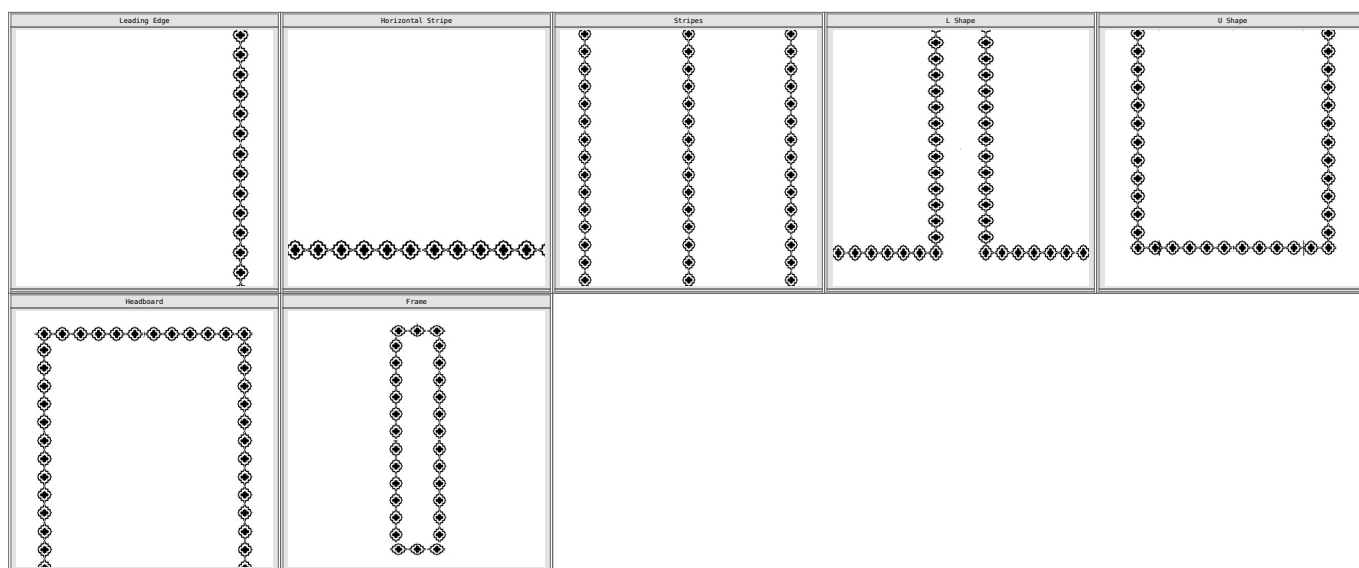 Leading Edge
Horizontal Stripe
Stripes
L Shape
U Shape
Headboard
Frame